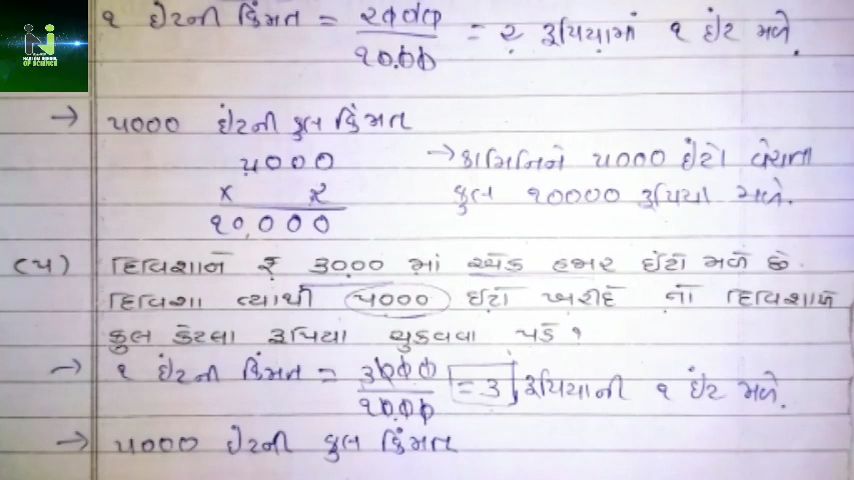 ૧ ઈંટની કિંમત = ૨૦૦૦ / ૧૦૦૦ = ૨ રૂપિયામાં ૧ ઈંટ મળે.
→ ૫૦૦૦ ઈંટની કુલ કિંમત
૫૦૦૦
× ૨
૧૦,૦૦૦
→ કામિનિને ૫૦૦૦ ઈંટો વેચતા
કુલ ૧૦૦૦૦ રૂપિયા મળે.
(૫) દિવિશાને ₹ ૩૦૦૦ માં એક હજાર ઈંટો મળે છે.
દિવિશા ત્યાથી ૫૦૦૦ ઈંટો ખરીદે તો દિવિશાએ
કુલ કેટલા રૂપિયા ચુકવવા પડે ?
→ ૧ ઈંટની કિંમત = ૩૦૦૦ / ૧૦૦૦ = ૩ રૂપિયાની ૧ ઈંટ મળે.
→ ૫૦૦૦ ઈંટની કુલ કિંમત